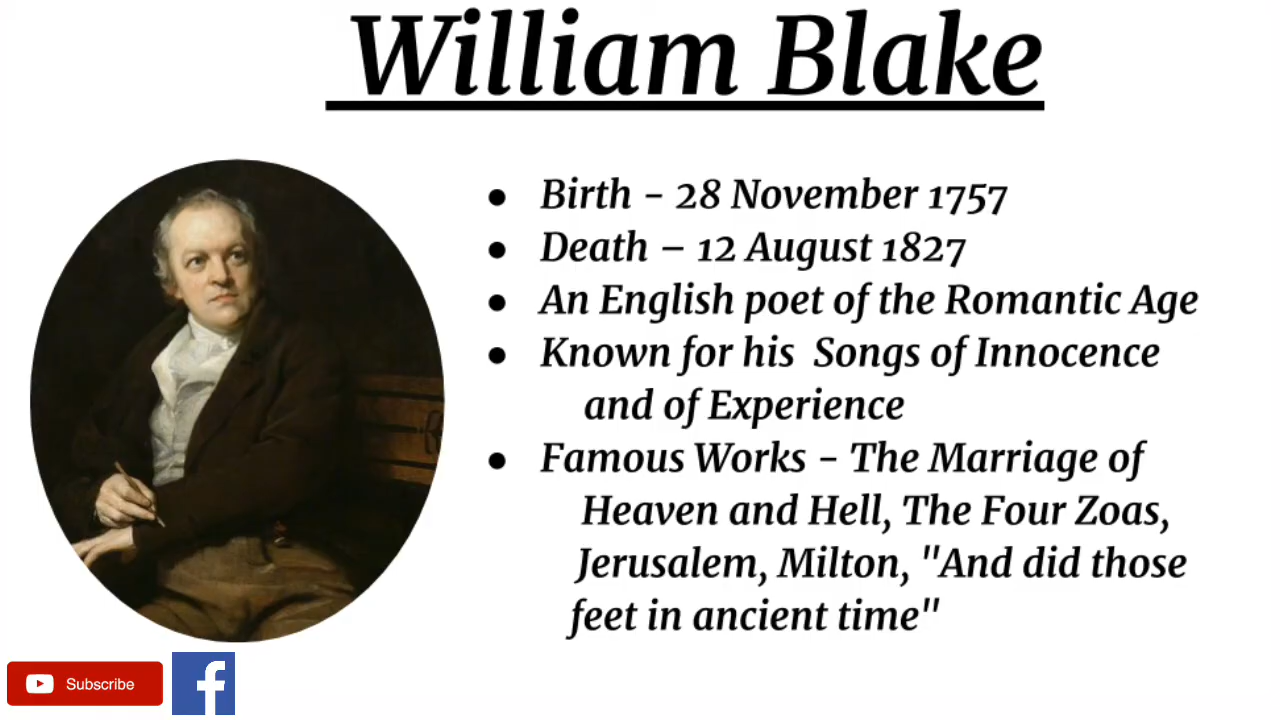 William Blake
● Birth - 28 November 1757
● Death – 12 August 1827
● An English poet of the Romantic Age
● Known for his Songs of Innocence
and of Experience
● Famous Works - The Marriage of
Heaven and Hell, The Four Zoas,
Jerusalem, Milton, "And did those
feet in ancient time"
Subscribe
f